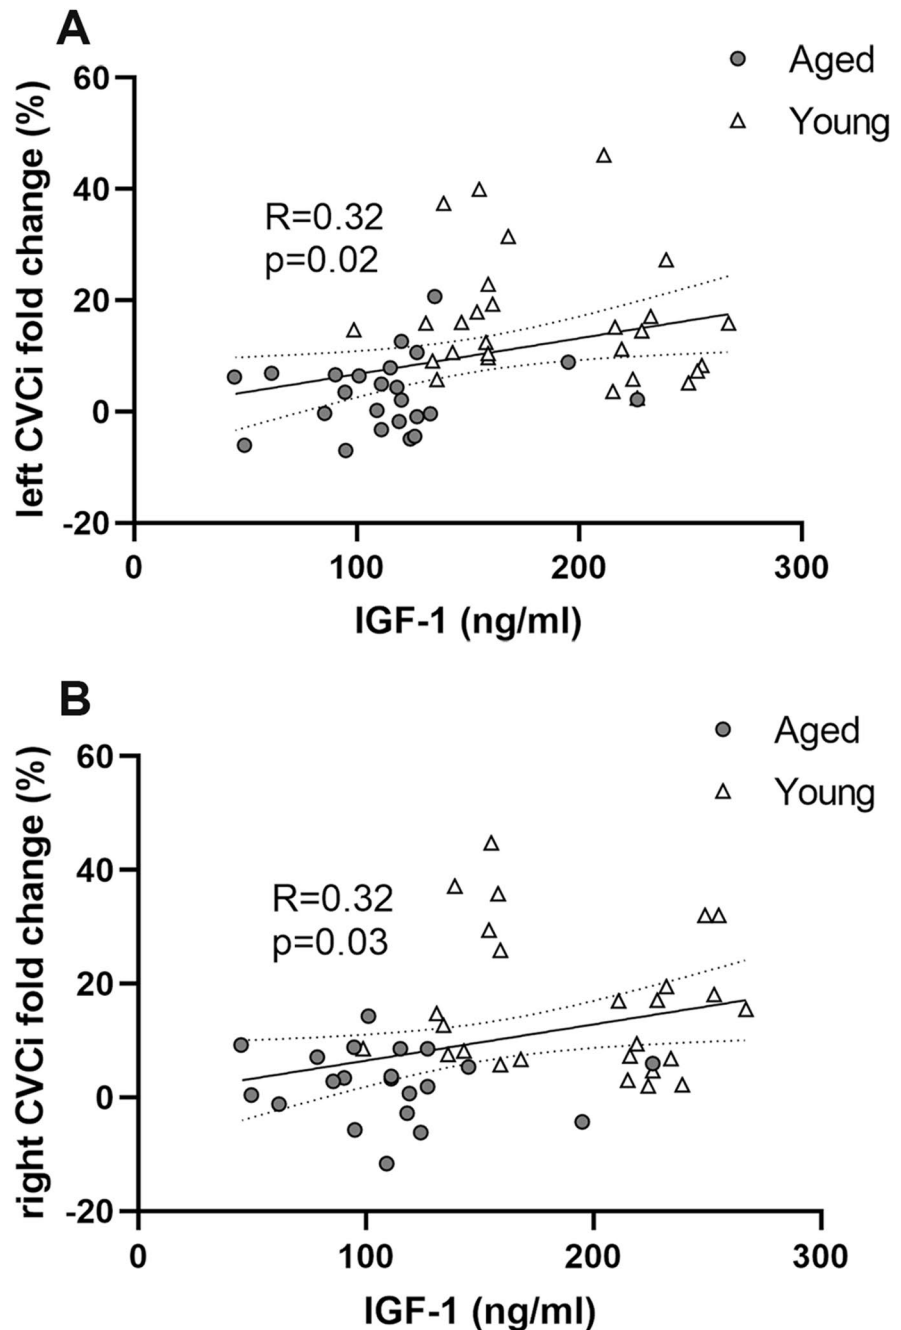 A
Aged
Young
60
40
20
0
-20
left CVCi fold change (%)
R=0.32
p=0.02
0 100 200 300
IGF-1 (ng/ml)
B
Aged
Young
60
40
20
0
-20
right CVCi fold change (%)
R=0.32
p=0.03
0 100 200 300
IGF-1 (ng/ml)